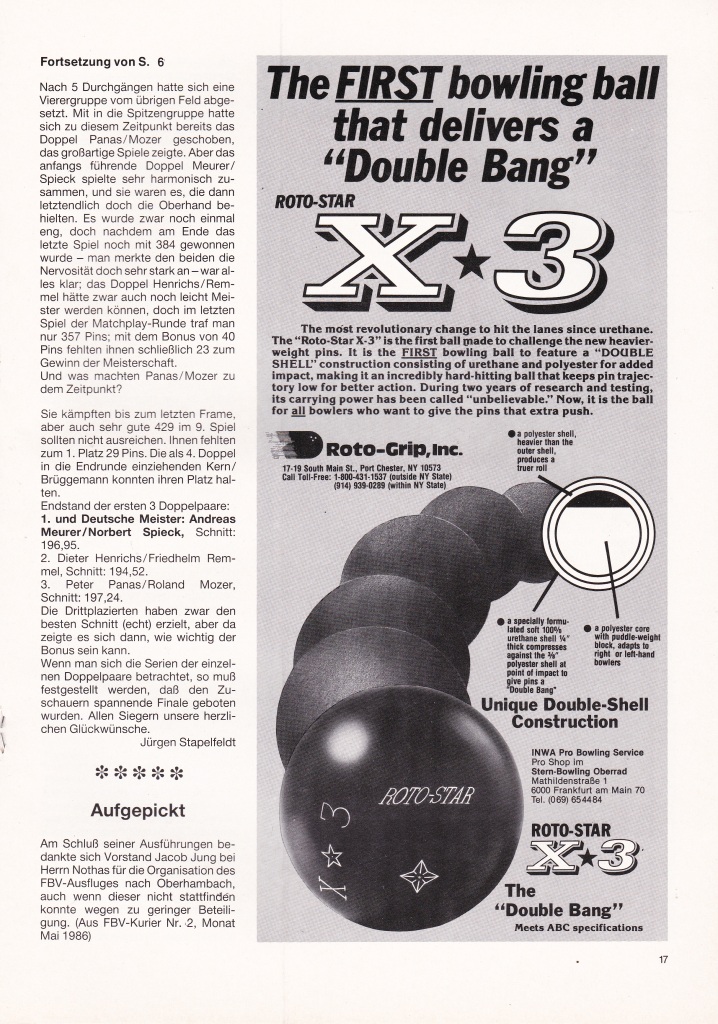 Fortsetzung von S. 6
Nach 5 Durchgängen hatte sich eine
Vierergruppe vom übrigen Feld abge-
setzt. Mit in die Spitzengruppe hatte
sich zu diesem Zeitpunkt bereits das
Doppel Panas/Mozer geschoben,
das großartige Spiele zeigte. Aber das
anfangs führende Doppel Meurer/
Spieck spielte sehr harmonisch zu-
sammen, und sie waren es, die dann
letztendlich doch die Oberhand be-
hielten. Es wurde zwar noch einmal
eng, doch nachdem am Ende das
letzte Spiel noch mit 384 gewonnen
wurde – man merkte den beiden die
Nervosität doch sehr stark an – war al-
les klar; das Doppel Henrichs/Rem-
mel hätte zwar auch noch leicht Mei-
ster werden können, doch im letzten
Spiel der Matchplay-Runde traf man
nur 357 Pins; mit dem Bonus von 40
Pins fehlten ihnen schließlich 23 zum
Gewinn der Meisterschaft.
Und was machten Panas/Mozer zu
dem Zeitpunkt?
Sie kämpften bis zum letzten Frame,
aber auch sehr gute 429 im 9. Spiel
sollten nicht ausreichen. Ihnen fehlten
zum 1. Platz 29 Pins. Die als 4. Doppel
in die Endrunde einziehenden Kern/
Brüggemann konnten ihren Platz hal-
ten.
Endstand der ersten 3 Doppelpaare:
1. und Deutsche Meister: Andreas
Meurer/Norbert Spieck, Schnitt:
196,95.
2. Dieter Henrichs/Friedhelm Rem-
mel, Schnitt: 194,52.
3. Peter Panas/Roland Mozer,
Schnitt: 197,24.
Die Drittplazierten haben zwar den
besten Schnitt (echt) erzielt, aber da
zeigte es sich dann, wie wichtig der
Bonus sein kann.
Wenn man sich die Serien der einzel-
nen Doppelpaare betrachtet, so muß
festgestellt werden, daß den Zu-
schauern spannende Finale geboten
wurden. Allen Siegern unsere herzli-
chen Glückwünsche.
Jürgen Stapelfeldt
✻ ✻ ✻ ✻ ✻
Aufgepickt
Am Schluß seiner Ausführungen be-
dankte sich Vorstand Jacob Jung bei
Herrn Nothas für die Organisation des
FBV-Ausfluges nach Oberhambach,
auch wenn dieser nicht stattfinden
konnte wegen zu geringer Beteili-
gung. (Aus FBV-Kurier Nr. 2, Monat
Mai 1986)
The FIRST bowling ball
that delivers a
“Double Bang”
ROTO-STAR
X★3
The most revolutionary change to hit the lanes since urethane.
The “Roto-Star X-3” is the first ball made to challenge the new heavier-
weight pins. It is the FIRST bowling ball to feature a “DOUBLE
SHELL” construction consisting of urethane and polyester for added
impact, making it an incredibly hard-hitting ball that keeps pin trajec-
tory low for better action. During two years of research and testing,
its carrying power has been called “unbelievable.” Now, it is the ball
for all bowlers who want to give the pins that extra push.
Roto-Grip, Inc.
17-19 South Main St., Port Chester, NY 10573
Call Toll-Free: 1-800-431-1537 (outside NY State)
(914) 939-0289 (within NY State)
● a polyester shell,
heavier than the
outer shell,
produces a
truer roll
● a specially formu-
lated soft 100%
urethane shell ¼"
thick compresses
against the ⅜"
polyester shell at
point of impact to
give pins a
"Double Bang"
● a polyester core
with puddle-weight
block, adapts to
right or left-hand
bowlers
Unique Double-Shell
Construction
INWA Pro Bowling Service
Pro Shop im
Stern-Bowling Oberrad
Mathildenstraße 1
6000 Frankfurt am Main 70
Tel. (069) 654484
ROTO-STAR
X☆3
ROTO-STAR
X★3
The
“Double Bang”
Meets ABC specifications
17